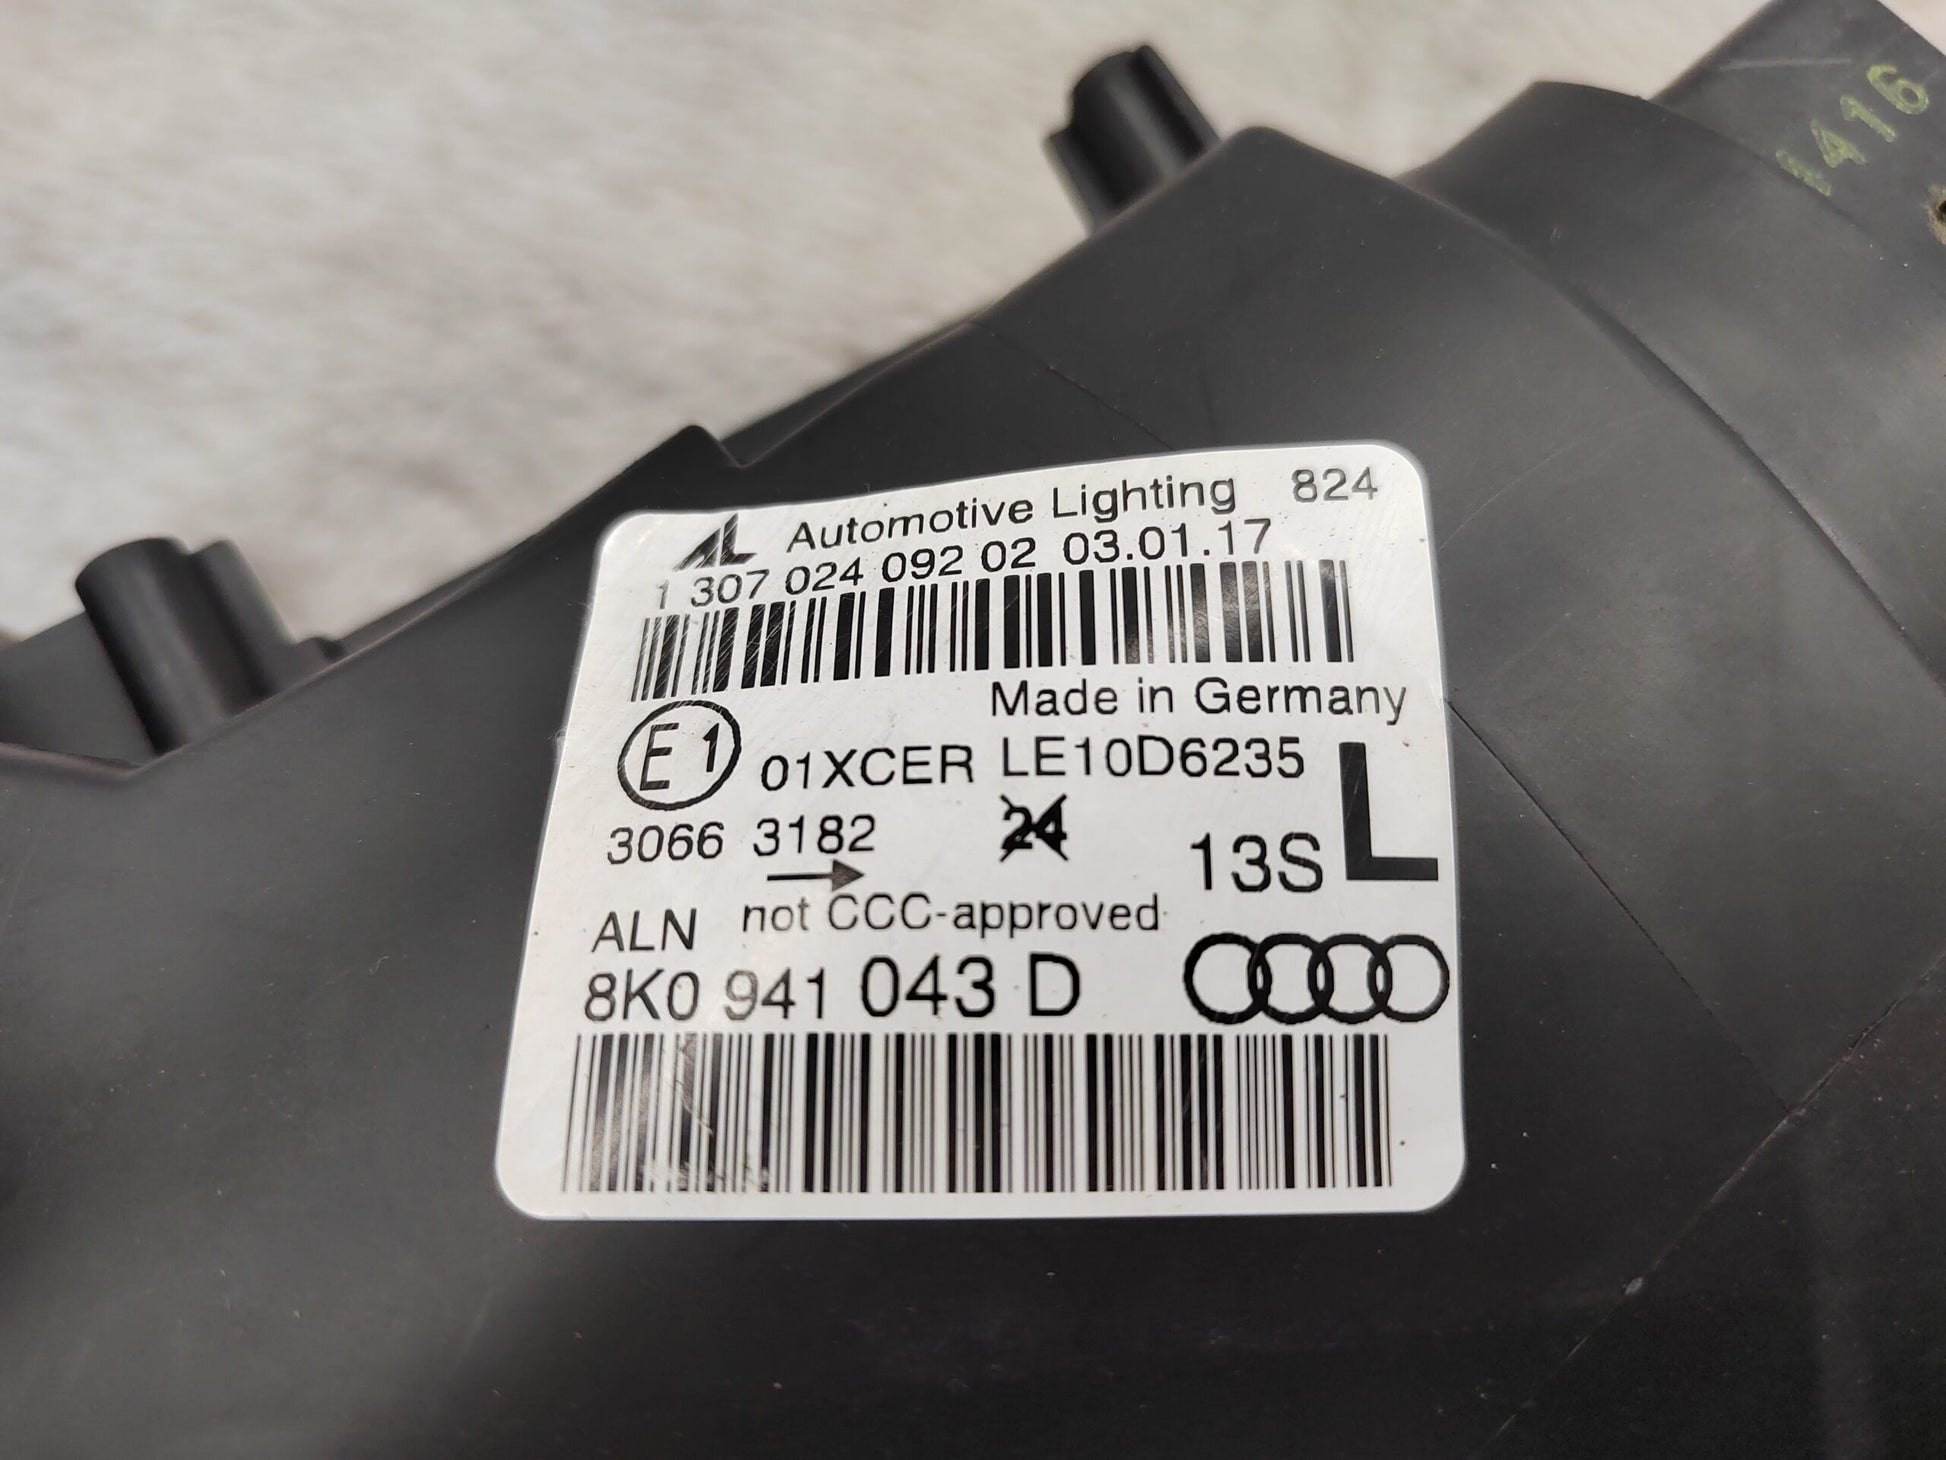 1416
AL Automotive Lighting 824
1 307 024 092 02 03.01.17
Made in Germany
E1 01XCER LE10D6235 L
3066 3182 24 13S
ALN not CCC-approved
8K0 941 043 D